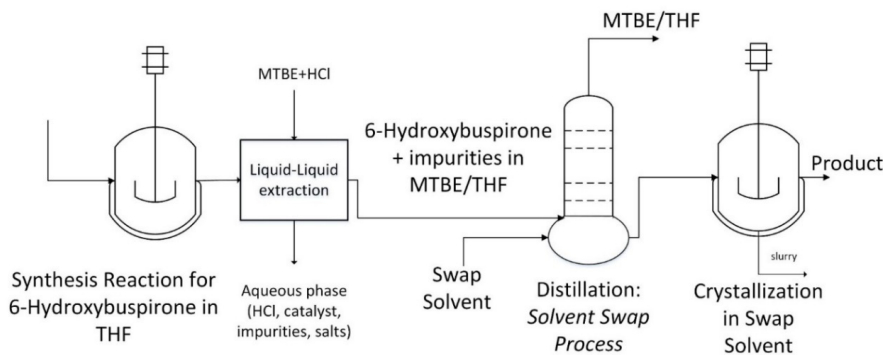 MTBE/THF
MTBE+HCl
6-Hydroxybuspirone
+ impurities in
MTBE/THF
Liquid-Liquid
extraction
Product
Swap
Solvent
slurry
Synthesis Reaction for
6-Hydroxybuspirone in
THF
Aqueous phase
(HCl, catalyst,
impurities, salts)
Distillation:
Solvent Swap
Process
Crystallization
in Swap
Solvent